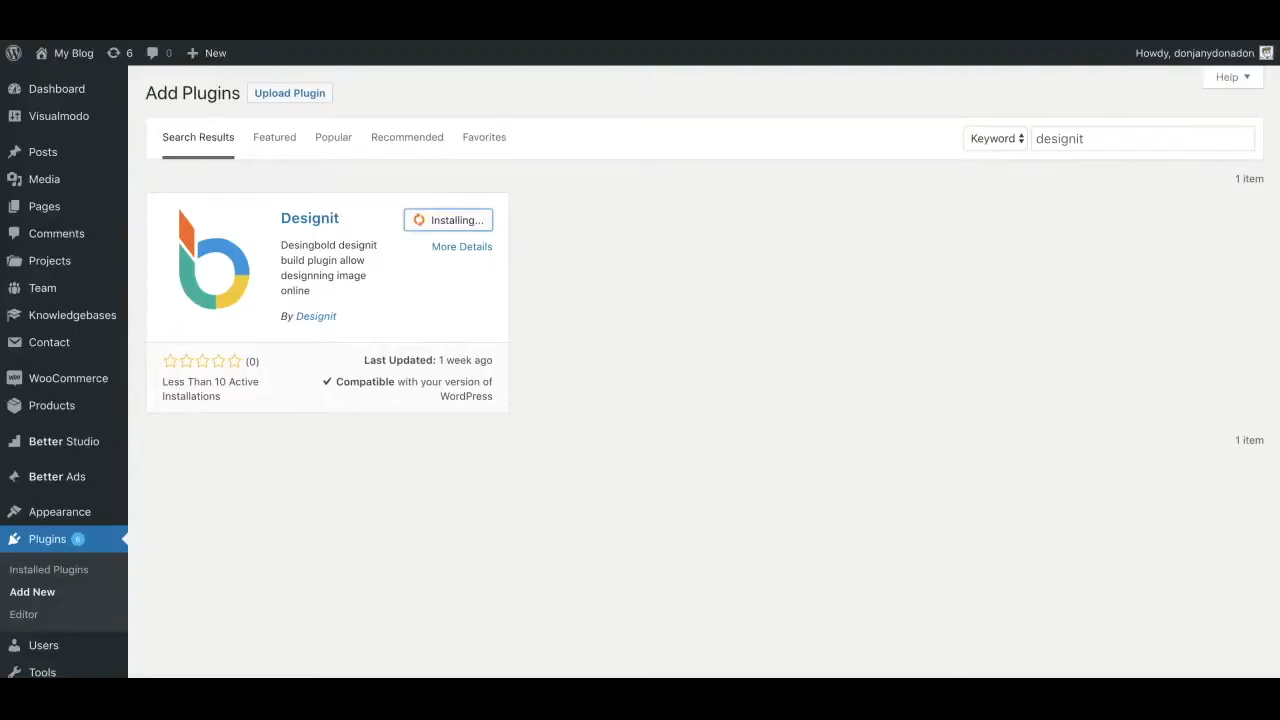 My Blog 6 0 New Howdy, donjanydonadon
Help
Dashboard
Visualmodo
Posts
Media
Pages
Comments
Projects
Team
Knowledgebases
Contact
WooCommerce
Products
Better Studio
Better Ads
Appearance
Plugins 6
Installed Plugins
Add New
Editor
Users
Tools
Add Plugins Upload Plugin
Search Results Featured Popular Recommended Favorites Keyword designit
1 item
Designit
Installing...
More Details
Desingbold designit
build plugin allow
designning image
online
By Designit
(0)
Less Than 10 Active
Installations
Last Updated: 1 week ago
Compatible with your version of
WordPress
1 item